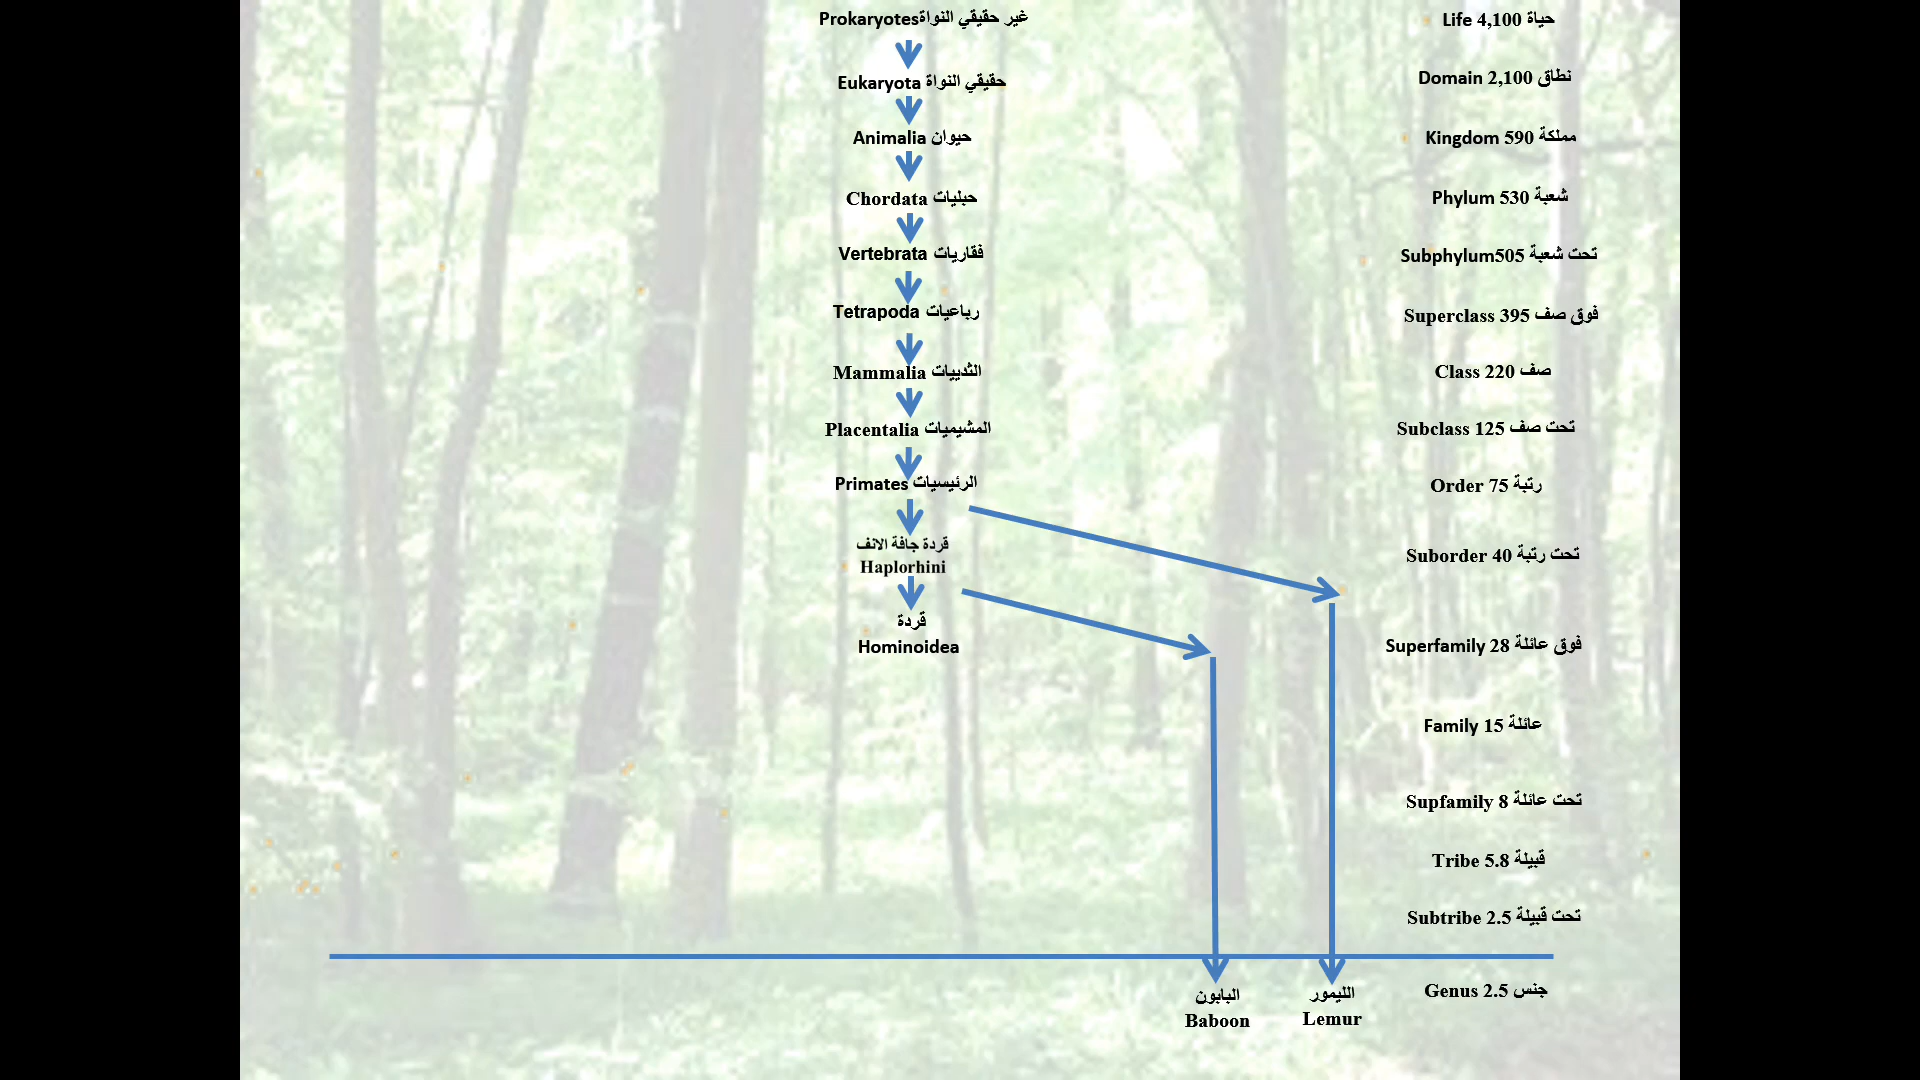 Prokaryotesغير حقيقي النواة
Life 4,100 حياة
Eukaryota حقيقي النواة
Domain 2,100 نطاق
Animalia حيوان
Kingdom 590 مملكة
Chordata حبليات
Phylum 530 شعبة
Vertebrata فقاريات
Subphylum505 تحت شعبة
Tetrapoda رباعيات
Superclass 395 فوق صف
Mammalia الثدييات
Class 220 صف
Placentalia المشيميات
Subclass 125 تحت صف
Primates الرئيسيات
Order 75 رتبة
قردة جافة الانف
Haplorhini
Suborder 40 تحت رتبة
قردة
Hominoidea
Superfamily 28 فوق عائلة
Family 15 عائلة
Supfamily 8 تحت عائلة
Tribe 5.8 قبيلة
Subtribe 2.5 تحت قبيلة
البابون
Baboon
الليمور
Lemur
Genus 2.5 جنس